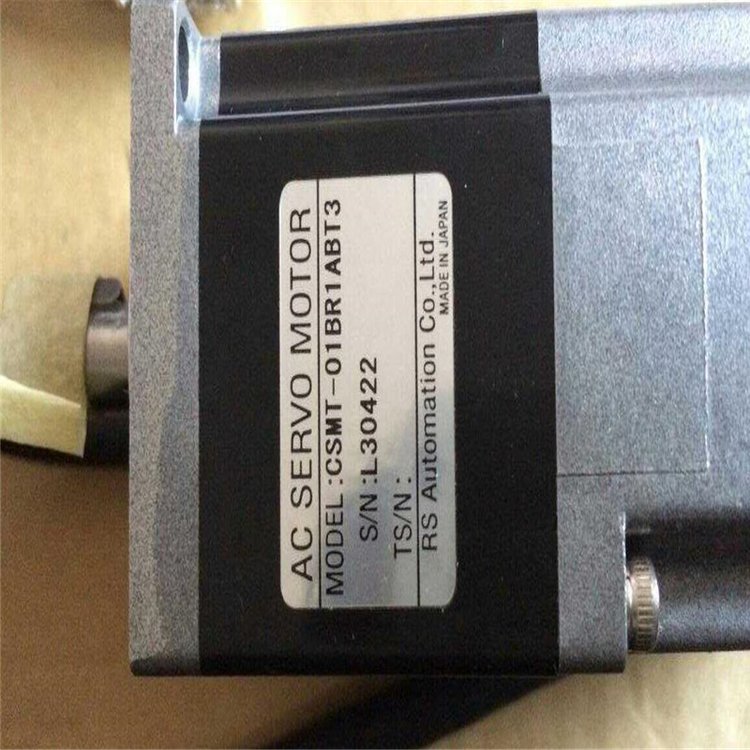 AC SERVO MOTOR
MODEL :CSMT-01BR1ABT3
S/N :L30422
TS/N :
RS Automation Co.,Ltd.
MADE IN JAPAN